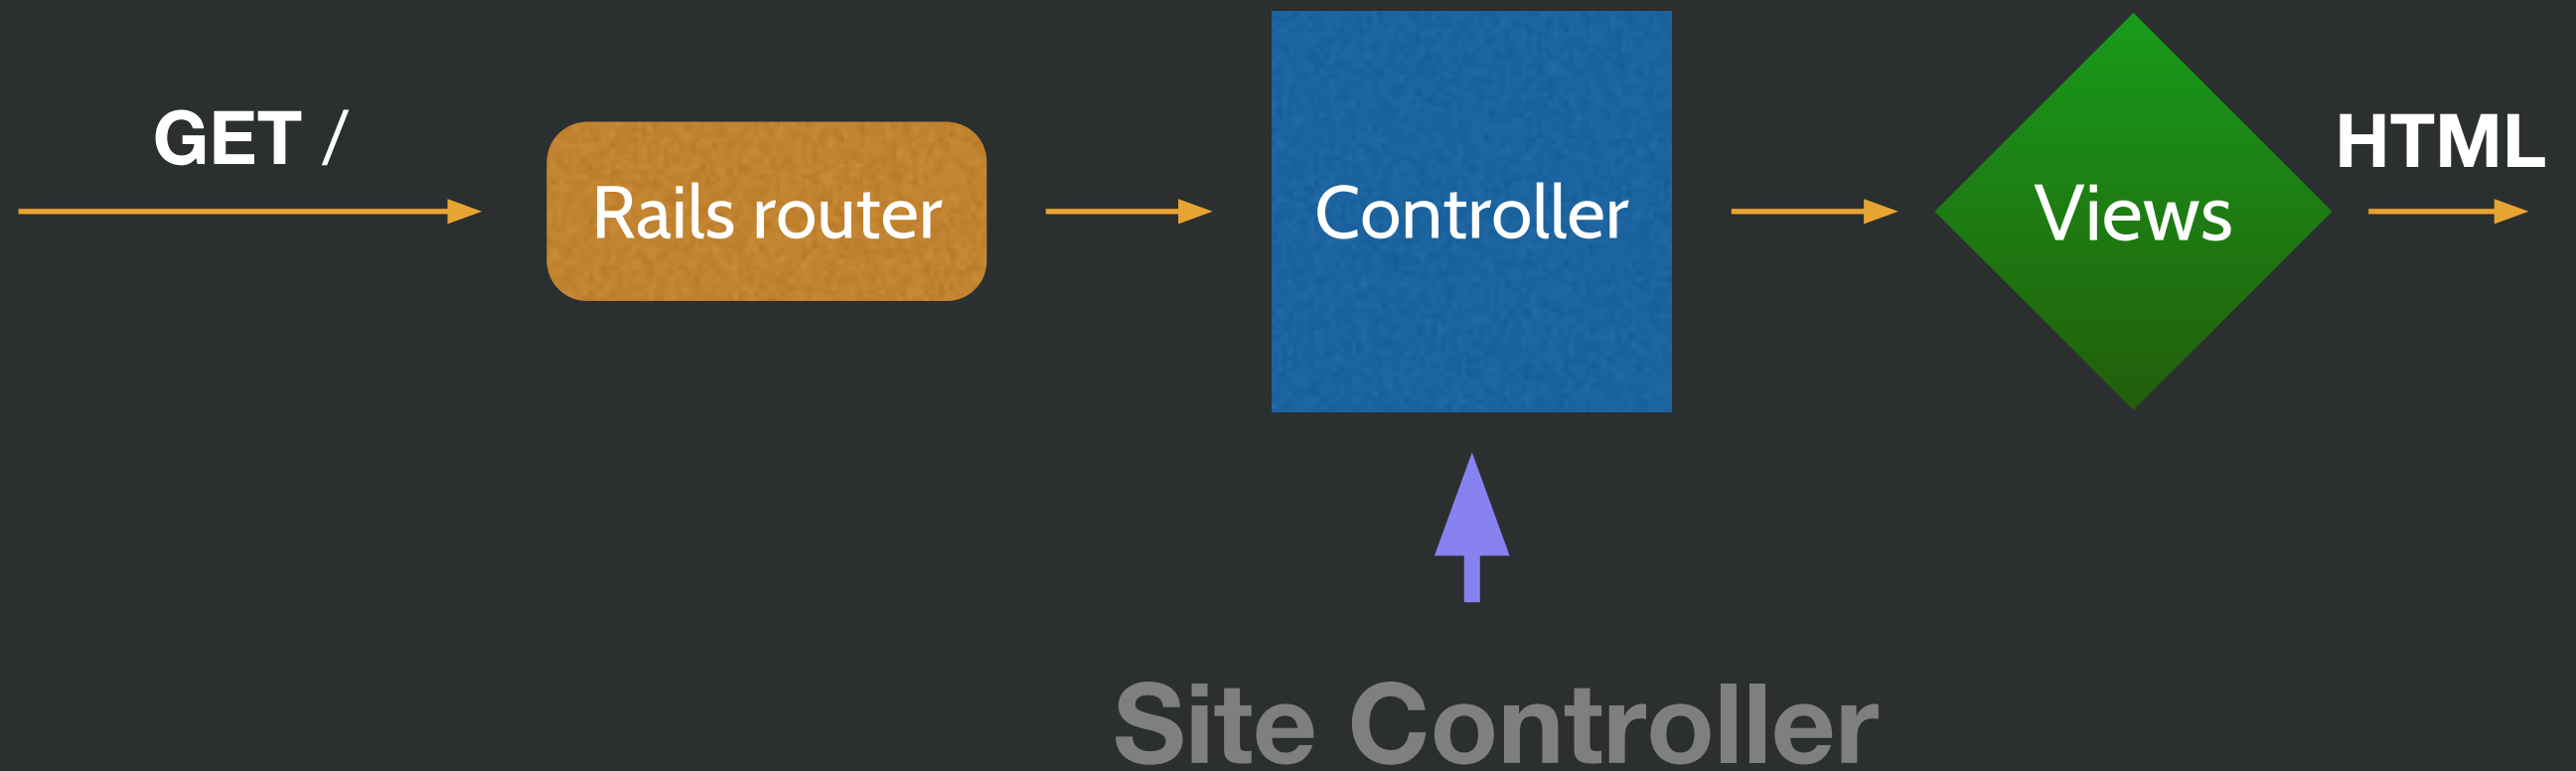 GET /
Rails router
Controller
Views
HTML
Site Controller